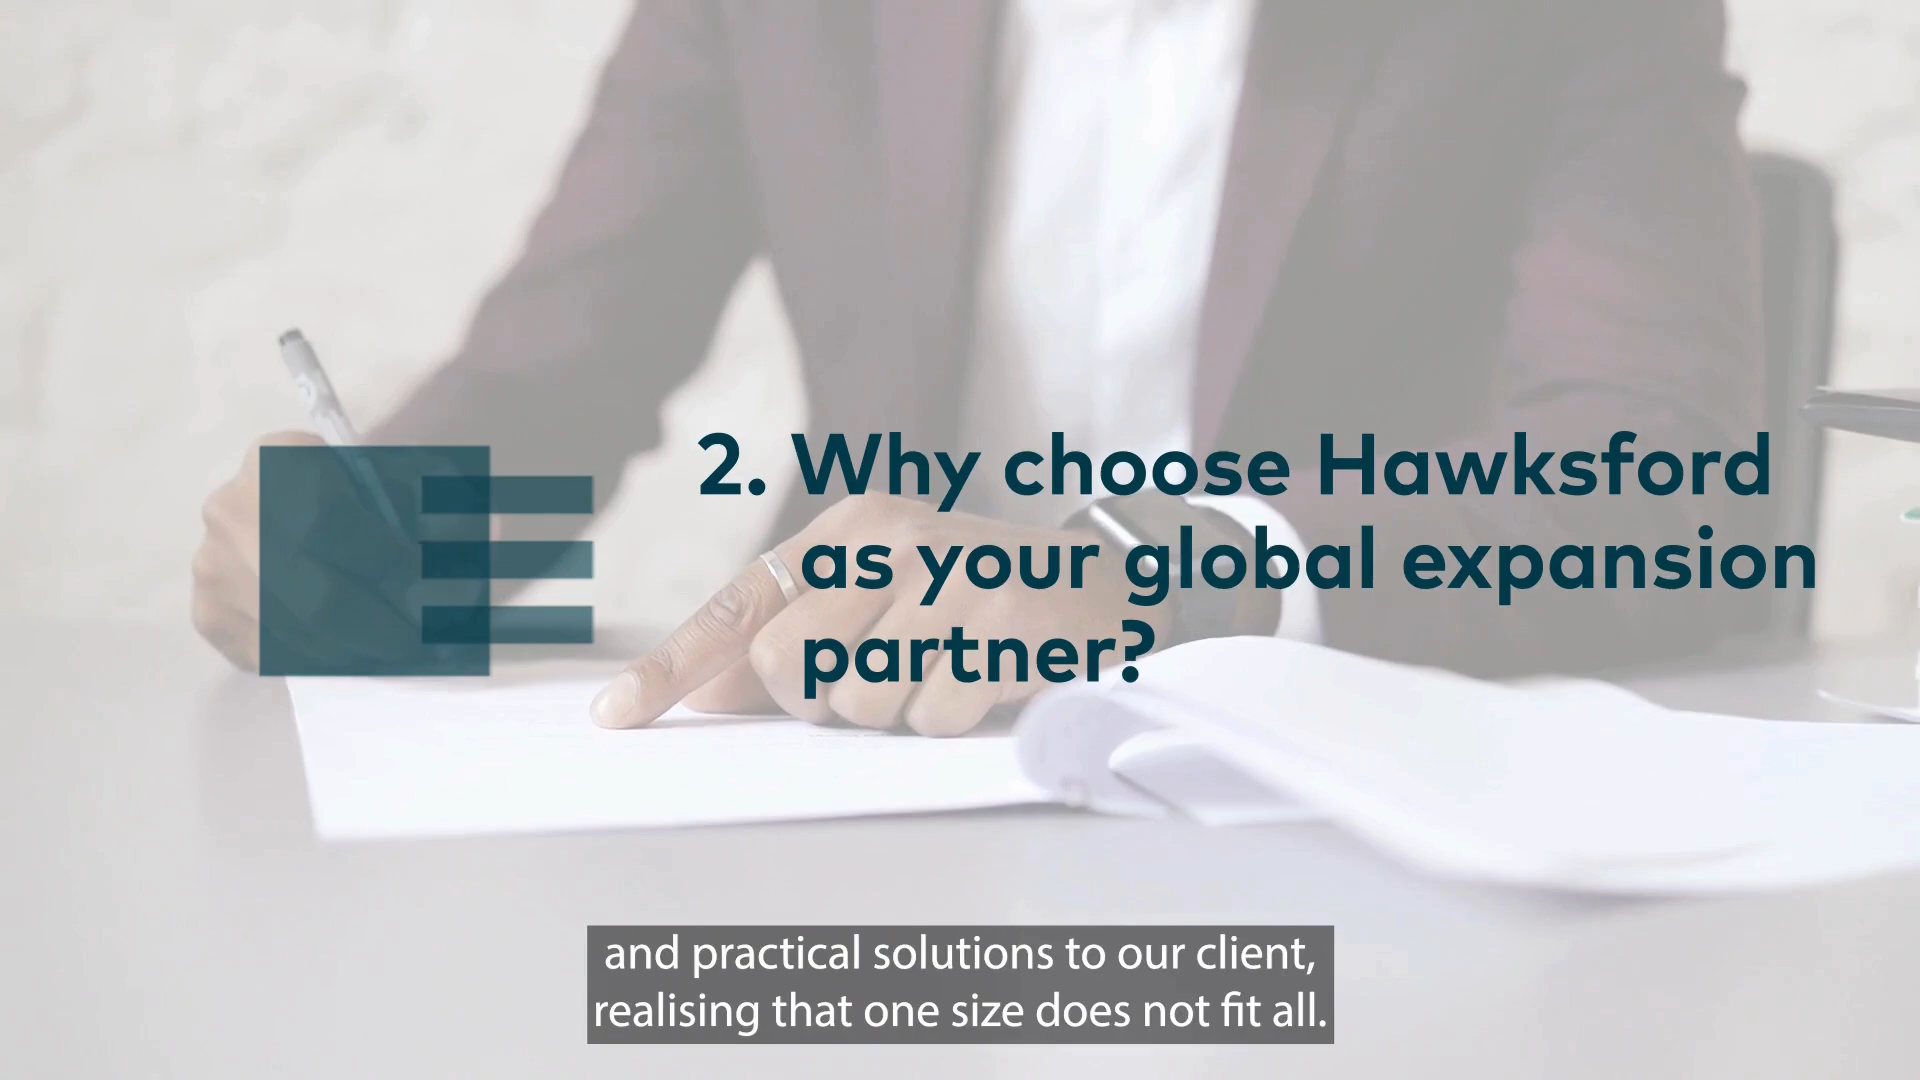 2. Why choose Hawksford
as your global expansion
partner?
and practical solutions to our client,
realising that one size does not fit all.